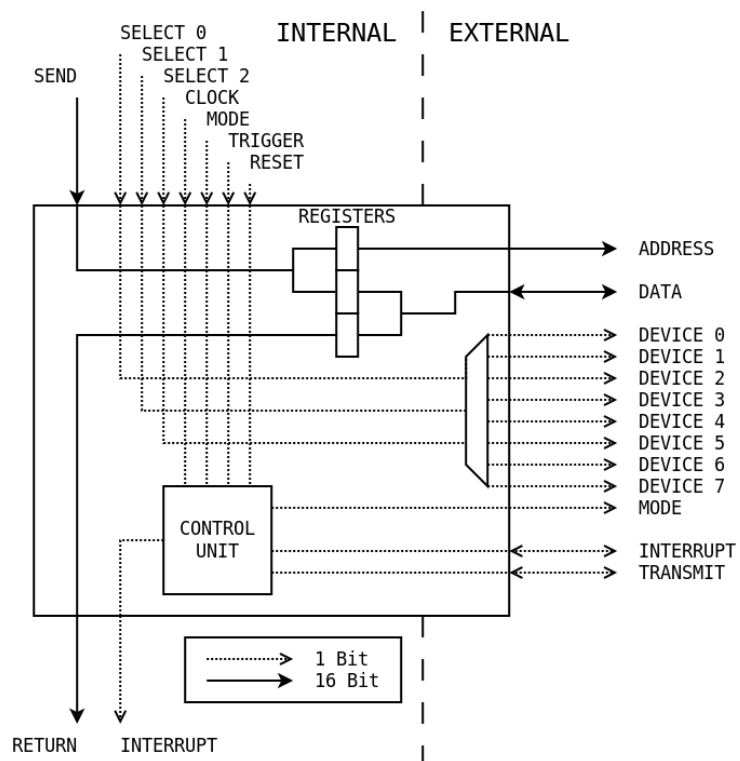 INTERNAL
EXTERNAL
SELECT 0
SELECT 1
SELECT 2
CLOCK
MODE
TRIGGER
RESET
SEND
REGISTERS
ADDRESS
DATA
DEVICE 0
DEVICE 1
DEVICE 2
DEVICE 3
DEVICE 4
DEVICE 5
DEVICE 6
DEVICE 7
MODE
INTERRUPT
TRANSMIT
CONTROL
UNIT
1 Bit
16 Bit
RETURN
INTERRUPT